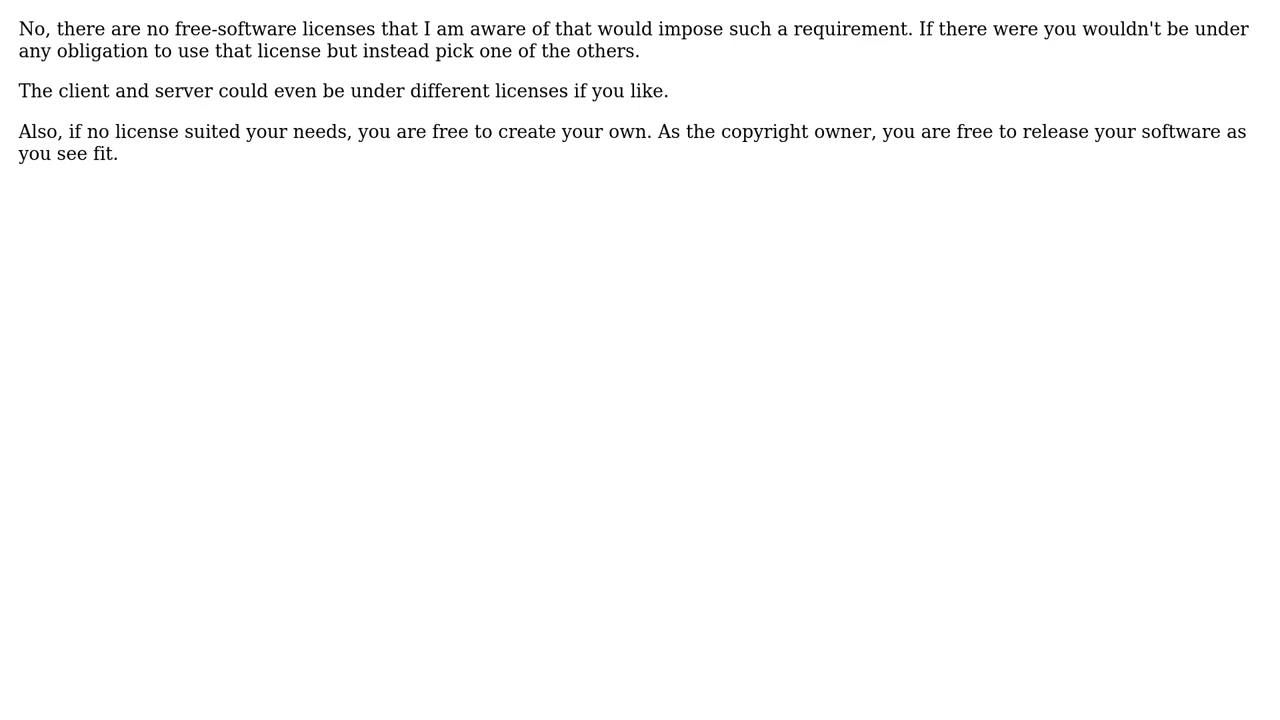 No, there are no free-software licenses that I am aware of that would impose such a requirement. If there were you wouldn't be under
any obligation to use that license but instead pick one of the others.
The client and server could even be under different licenses if you like.
Also, if no license suited your needs, you are free to create your own. As the copyright owner, you are free to release your software as
you see fit.